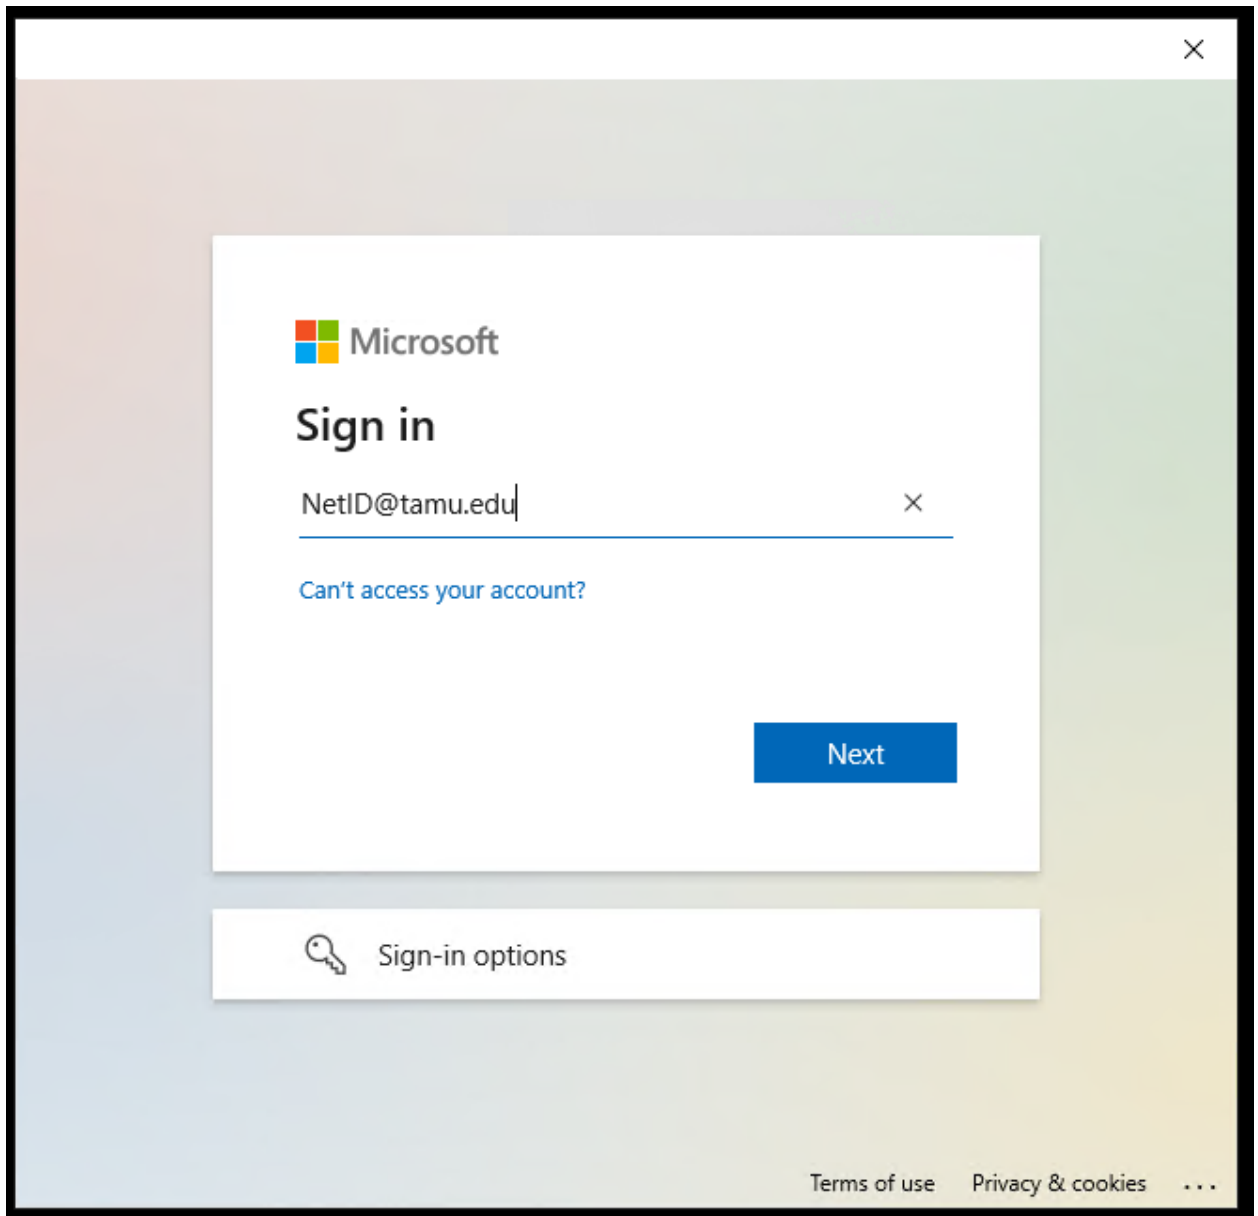 Microsoft
Sign in
NetID@tamu.edu
Can't access your account?
Next
Sign-in options
Terms of use Privacy & cookies ...